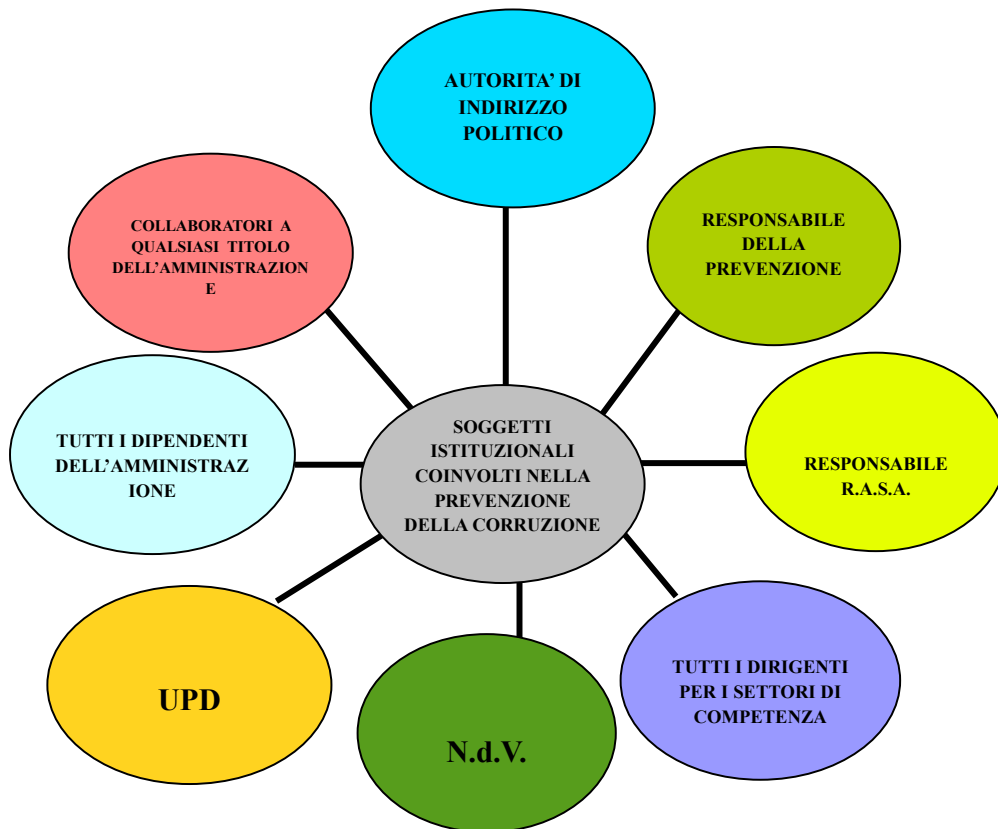 AUTORITA’ DI
INDIRIZZO
POLITICO
RESPONSABILE
DELLA
PREVENZIONE
COLLABORATORI A
QUALSIASI TITOLO
DELL’AMMINISTRAZION
E
TUTTI I DIPENDENTI
DELL’AMMINISTRAZ
IONE
SOGGETTI
ISTITUZIONALI
COINVOLTI NELLA
PREVENZIONE
DELLA CORRUZIONE
RESPONSABILE
R.A.S.A.
UPD
N.d.V.
TUTTI I DIRIGENTI
PER I SETTORI DI
COMPETENZA